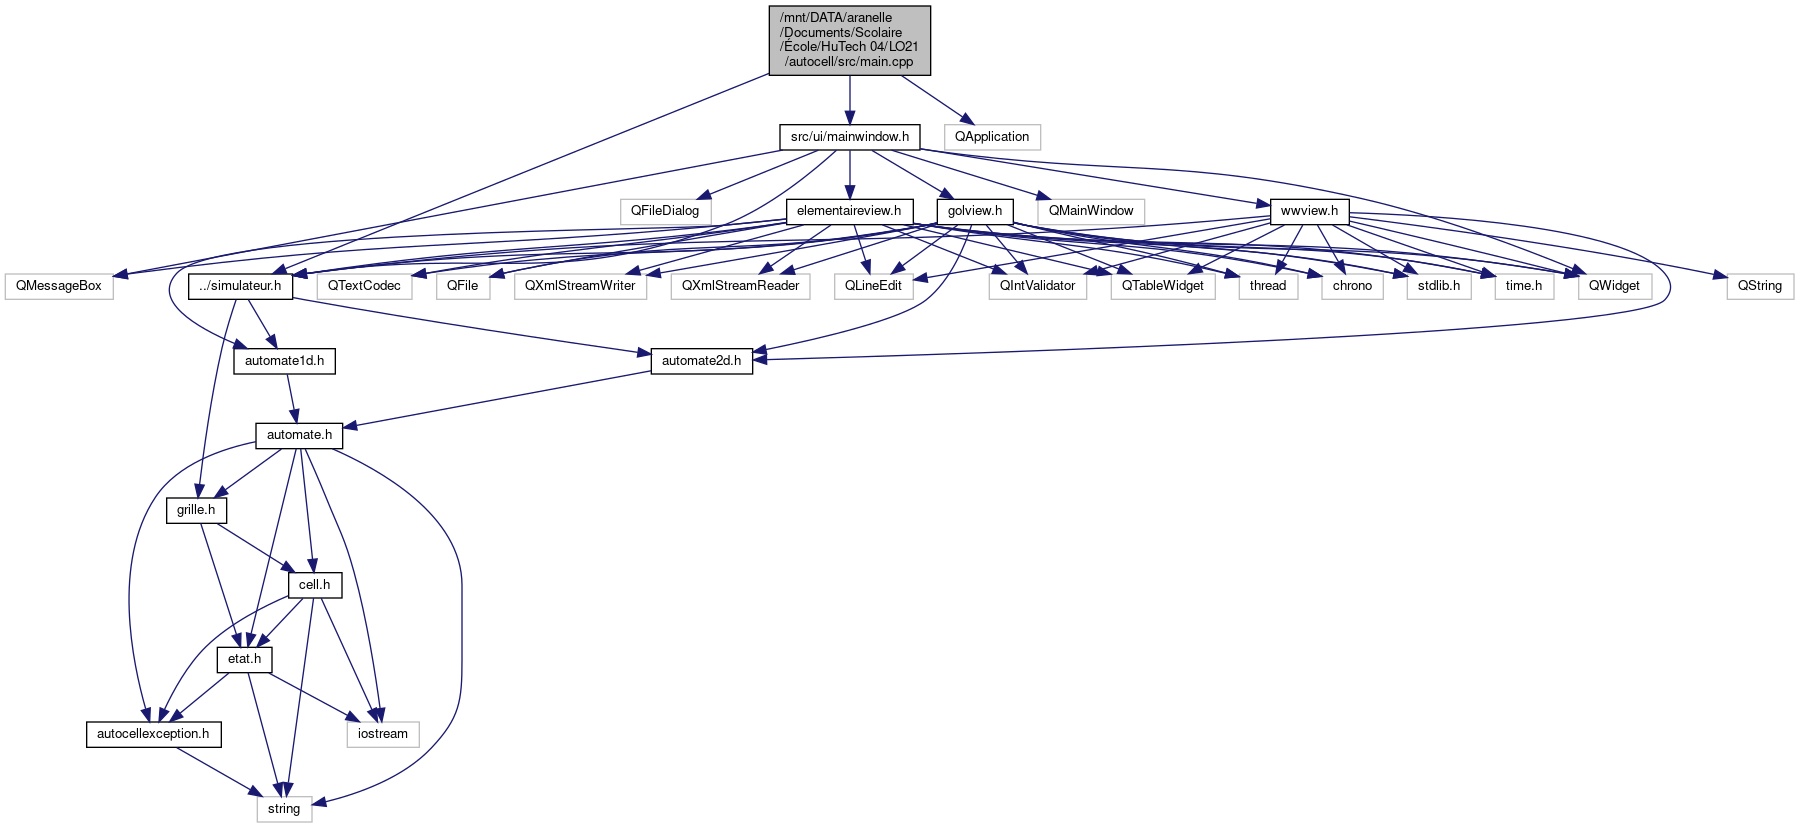 /mnt/DATA/aranelle
/Documents/Scolaire
/École/HuTech 04/LO21
/autocell/src/main.cpp
src/ui/mainwindow.h
QApplication
QFileDialog
elementaireview.h
golview.h
QMainWindow
wwview.h
QMessageBox
../simulateur.h
QTextCodec
QFile
QXmlStreamWriter
QXmlStreamReader
QLineEdit
QIntValidator
QTableWidget
thread
chrono
stdlib.h
time.h
QWidget
QString
automate1d.h
automate2d.h
automate.h
grille.h
cell.h
etat.h
autocellexception.h
iostream
string